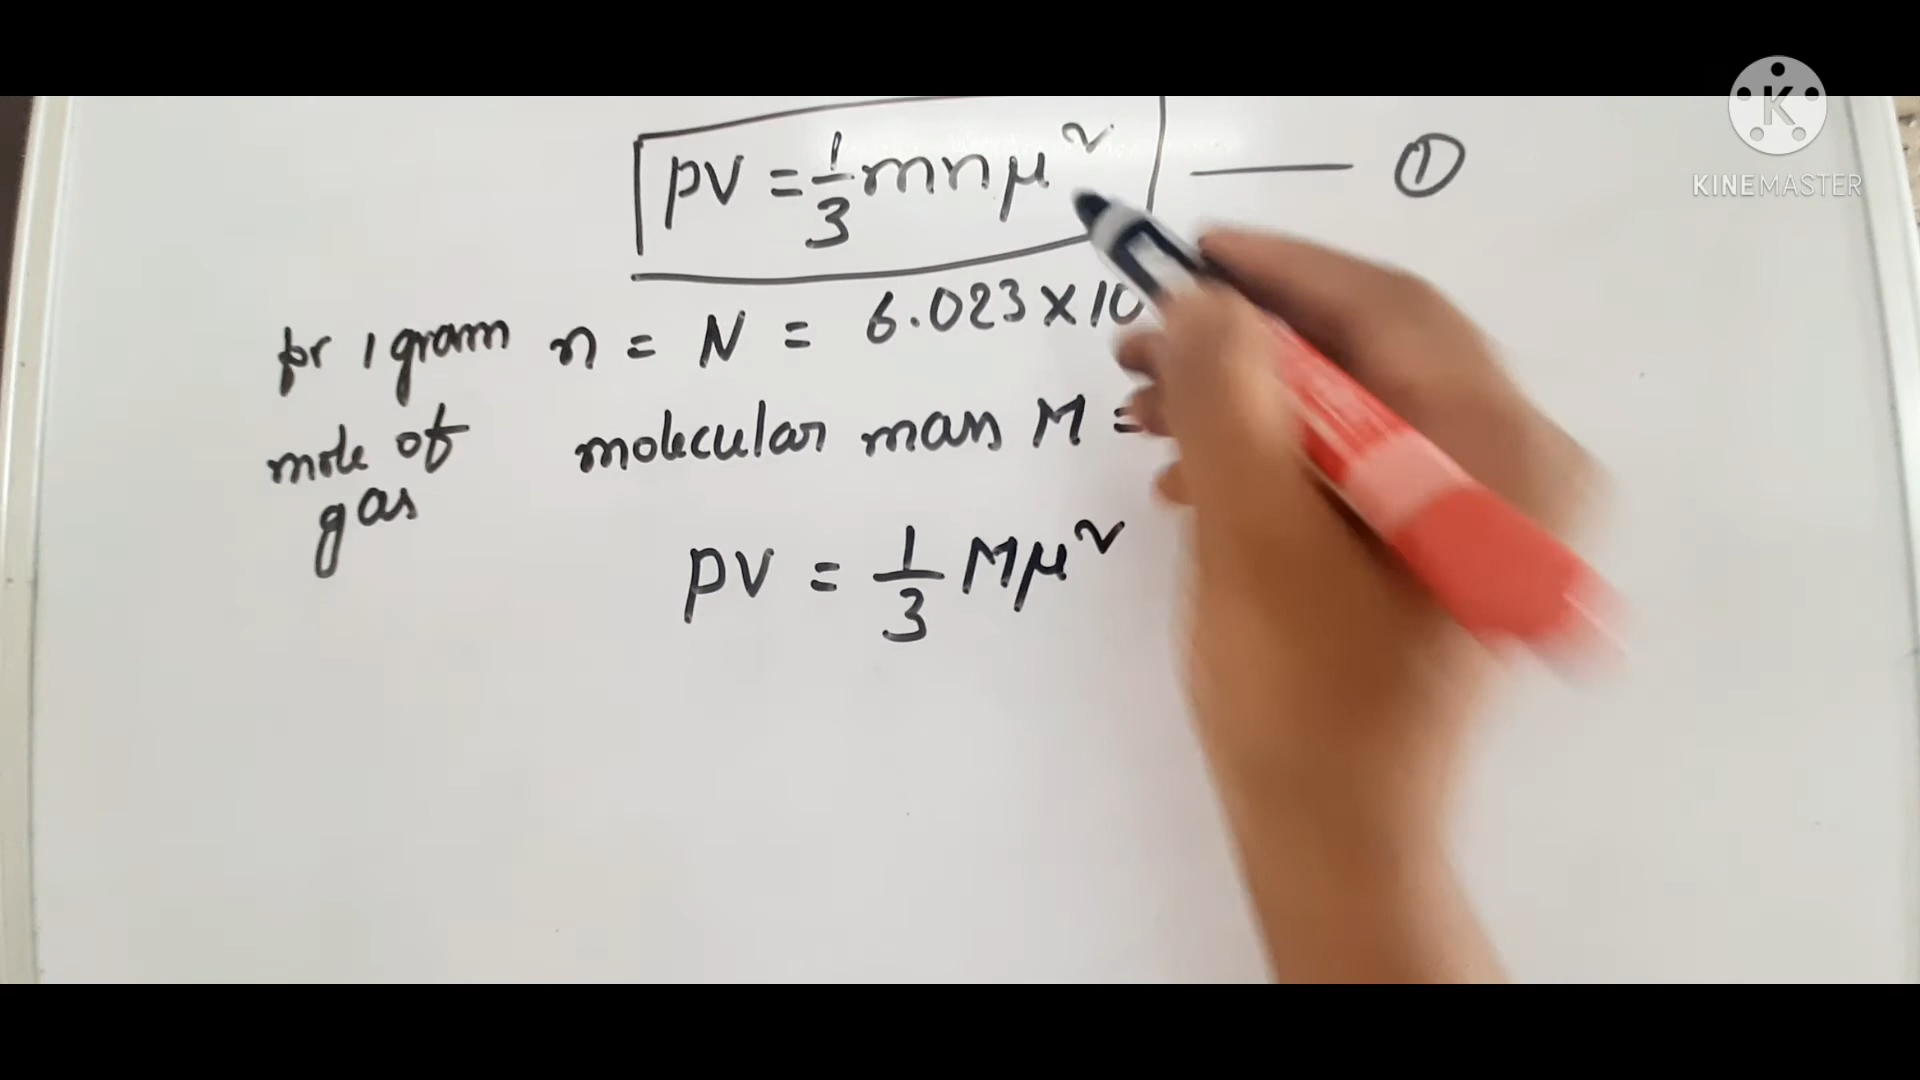 PV = 1/3 mnμ² —— ①
KINEMASTER
for 1 gram n = N = 6.023 × 10
mole of molecular mass M =
gas
PV = 1/3 Mμ²